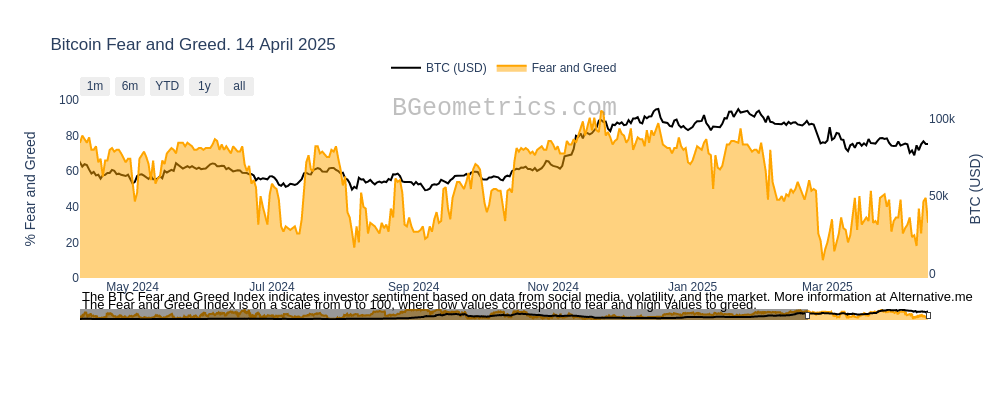 Bitcoin Fear and Greed. 14 April 2025
BTC (USD) Fear and Greed
1m 6m YTD 1y all
BGeometrics.com
100
80
60
40
20
0
% Fear and Greed
100k
50k
0
BTC (USD)
May 2024 Jul 2024 Sep 2024 Nov 2024 Jan 2025 Mar 2025
The BTC Fear and Greed Index indicates investor sentiment based on data from social media, volatility, and the market. More information at Alternative.me
The Fear and Greed Index is on a scale from 0 to 100, where low values correspond to fear and high values to greed.